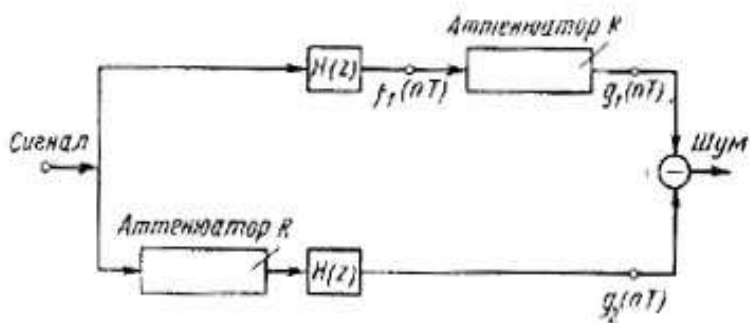 Аттенюатор R
H(z)
f₁(nT)
g₁(nT)
Сигнал
Шум
−
Аттенюатор R
H(z)
g₂(nT)